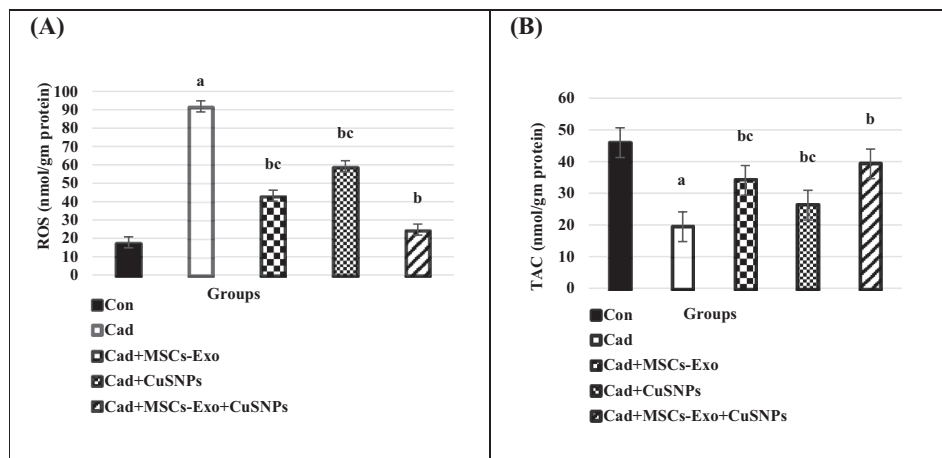 (A)
ROS (nmol/gm protein)
100
90
80
70
60
50
40
30
20
10
0
a
bc
bc
b
Groups
Con
Cad
Cad+MSCs-Exo
Cad+CuSNPs
Cad+MSCs-Exo+CuSNPs
(B)
TAC (nmol/gm protein)
60
50
40
30
20
10
0
a
bc
bc
b
Groups
Con
Cad
Cad+MSCs-Exo
Cad+CuSNPs
Cad+MSCs-Exo+CuSNPs